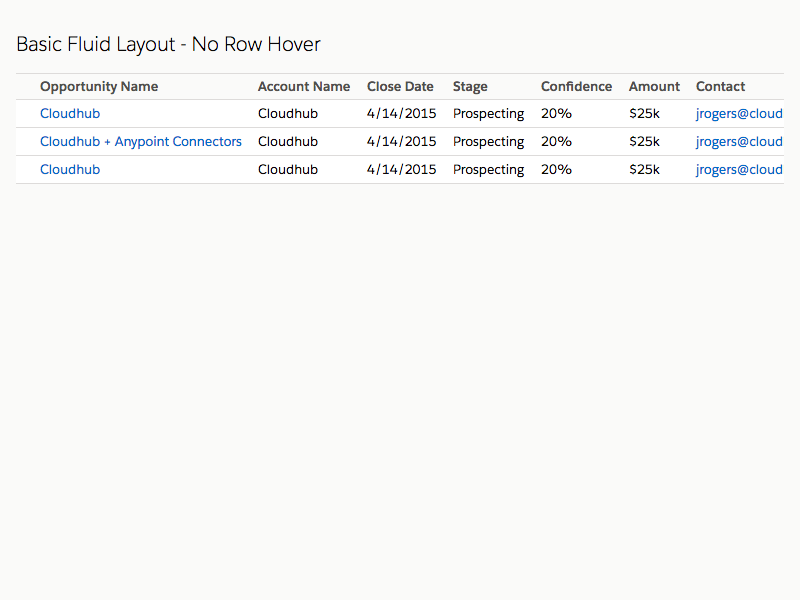 Basic Fluid Layout - No Row Hover
Opportunity Name Account Name Close Date Stage Confidence Amount Contact
Cloudhub Cloudhub 4/14/2015 Prospecting 20% $25k jrogers@cloud
Cloudhub + Anypoint Connectors Cloudhub 4/14/2015 Prospecting 20% $25k jrogers@cloud
Cloudhub Cloudhub 4/14/2015 Prospecting 20% $25k jrogers@cloud